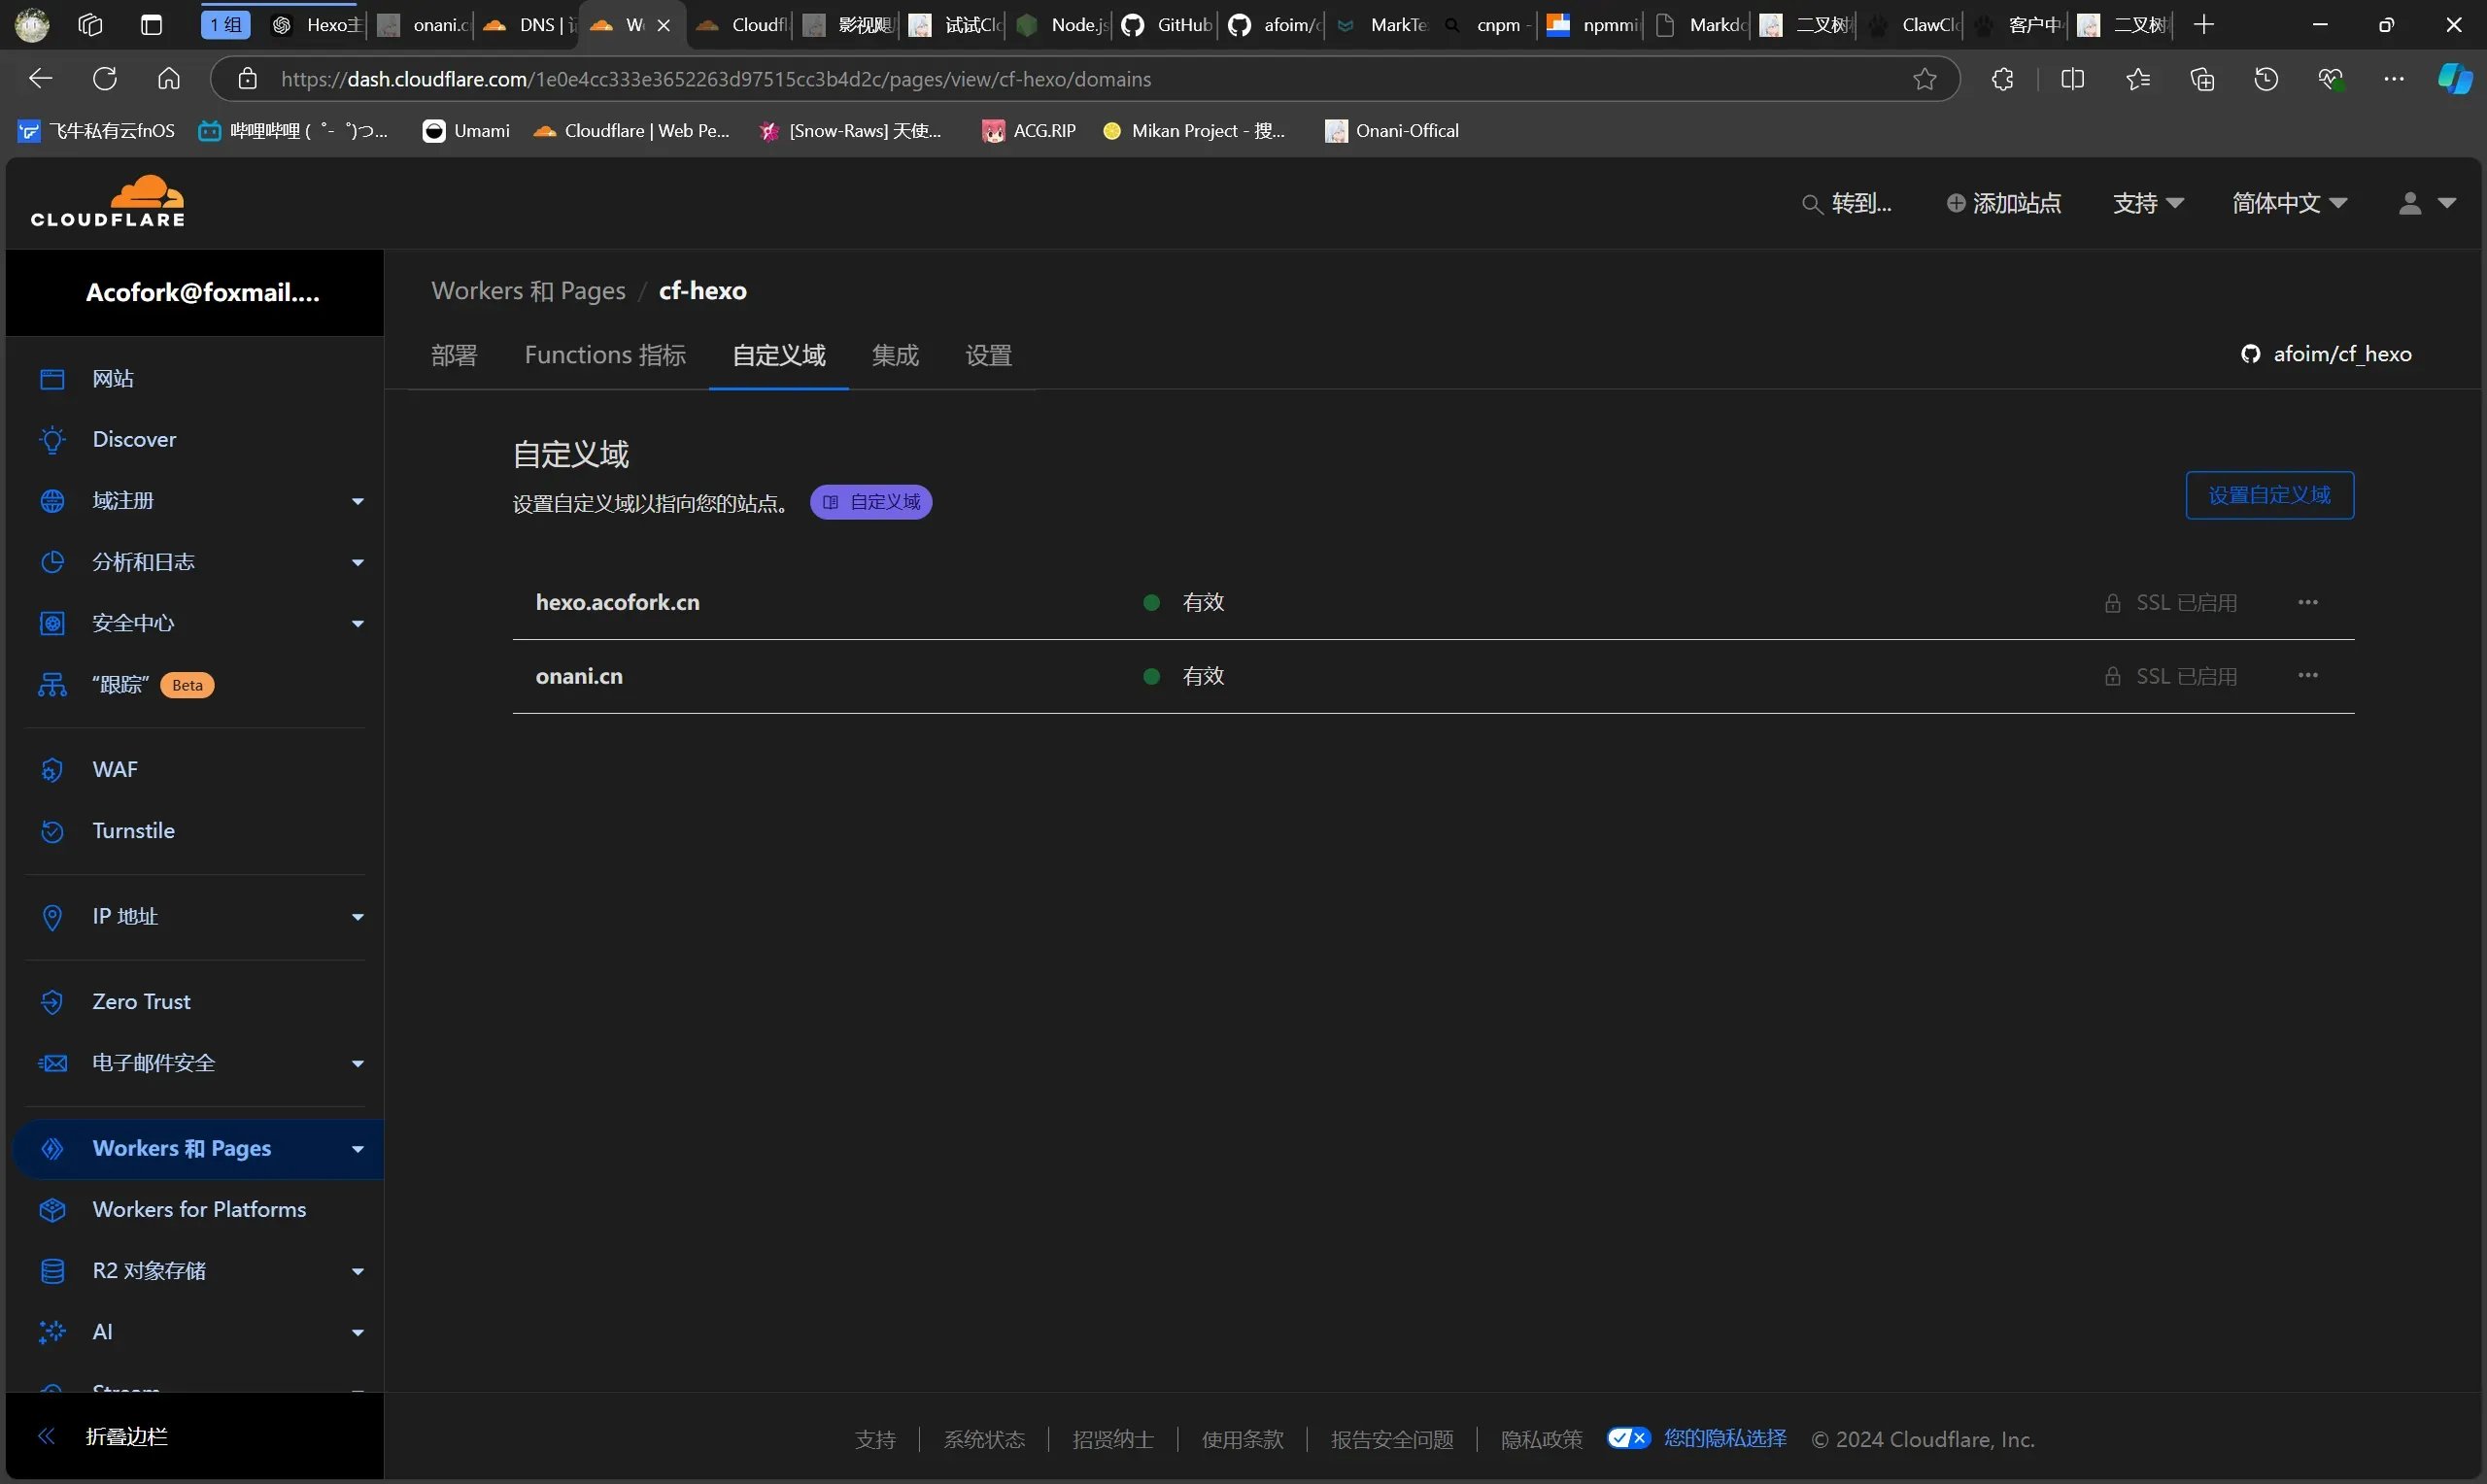 1 组
Hexo主
onani.c
DNS | 记
Wo
Cloudfl
影视飓
试试Clo
Node.js
GitHub
afoim/c
MarkTe
cnpm -
npmmi
Markdo
二叉树
ClawClo
客户中
二叉树
https://dash.cloudflare.com/1e0e4cc333e3652263d97515cc3b4d2c/pages/view/cf-hexo/domains
飞牛私有云fnOS
哔哩哔哩 (゜-゜)つ...
Umami
Cloudflare | Web Pe...
[Snow-Raws] 天使...
ACG.RIP
Mikan Project - 搜...
Onani-Offical
CLOUDFLARE
转到...
添加站点
支持
简体中文
Acofork@foxmail....
Workers 和 Pages / cf-hexo
部署
Functions 指标
自定义域
集成
设置
afoim/cf_hexo
网站
Discover
域注册
分析和日志
安全中心
“跟踪” Beta
WAF
Turnstile
IP 地址
Zero Trust
电子邮件安全
Workers 和 Pages
Workers for Platforms
R2 对象存储
AI
Stream
折叠边栏
自定义域
设置自定义域以指向您的站点。
自定义域
设置自定义域
hexo.acofork.cn
有效
SSL 已启用
onani.cn
有效
SSL 已启用
支持
系统状态
招贤纳士
使用条款
报告安全问题
隐私政策
您的隐私选择
© 2024 Cloudflare, Inc.